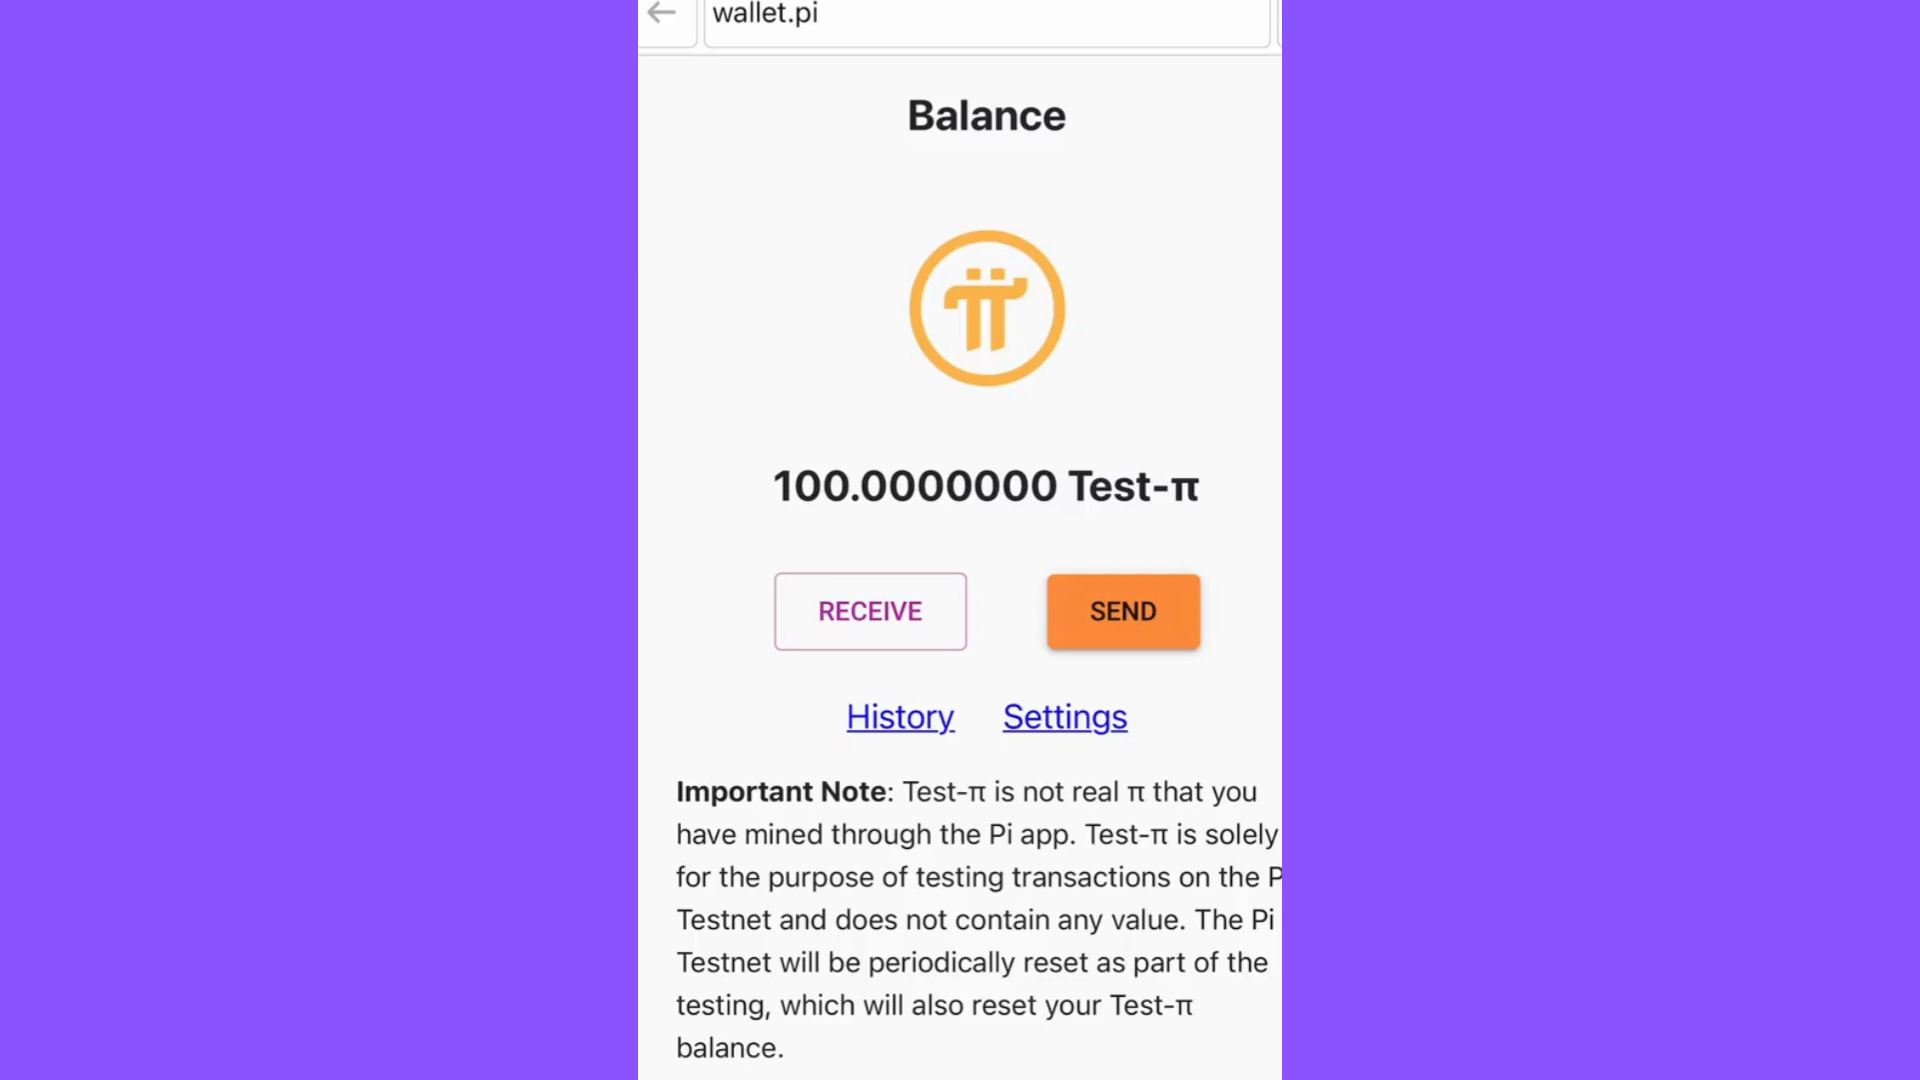 wallet.pi
Balance
100.0000000 Test-π
RECEIVE SEND
History Settings
Important Note: Test-π is not real π that you
have mined through the Pi app. Test-π is solely
for the purpose of testing transactions on the P
Testnet and does not contain any value. The Pi
Testnet will be periodically reset as part of the
testing, which will also reset your Test-π
balance.